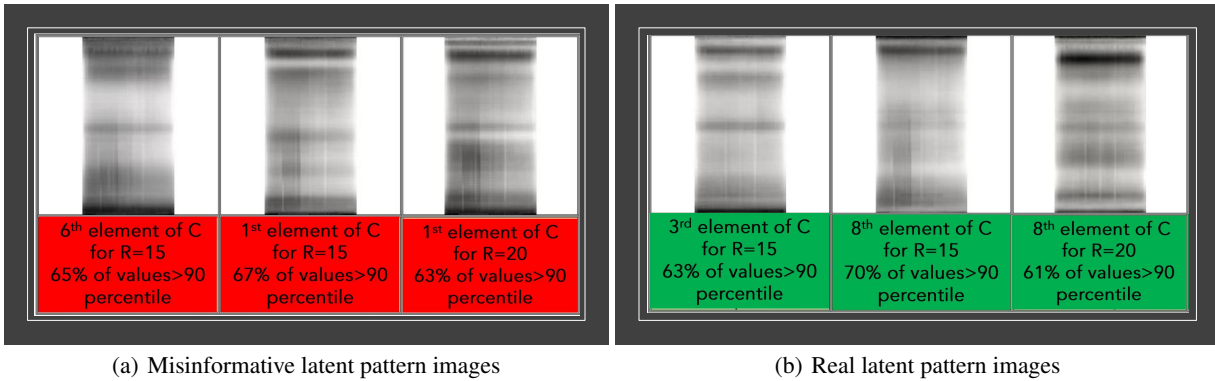 6th element of C
for R=15
65% of values>90
percentile
1st element of C
for R=15
67% of values>90
percentile
1st element of C
for R=20
63% of values>90
percentile
(a) Misinformative latent pattern images
3rd element of C
for R=15
63% of values>90
percentile
8th element of C
for R=15
70% of values>90
percentile
8th element of C
for R=20
61% of values>90
percentile
(b) Real latent pattern images